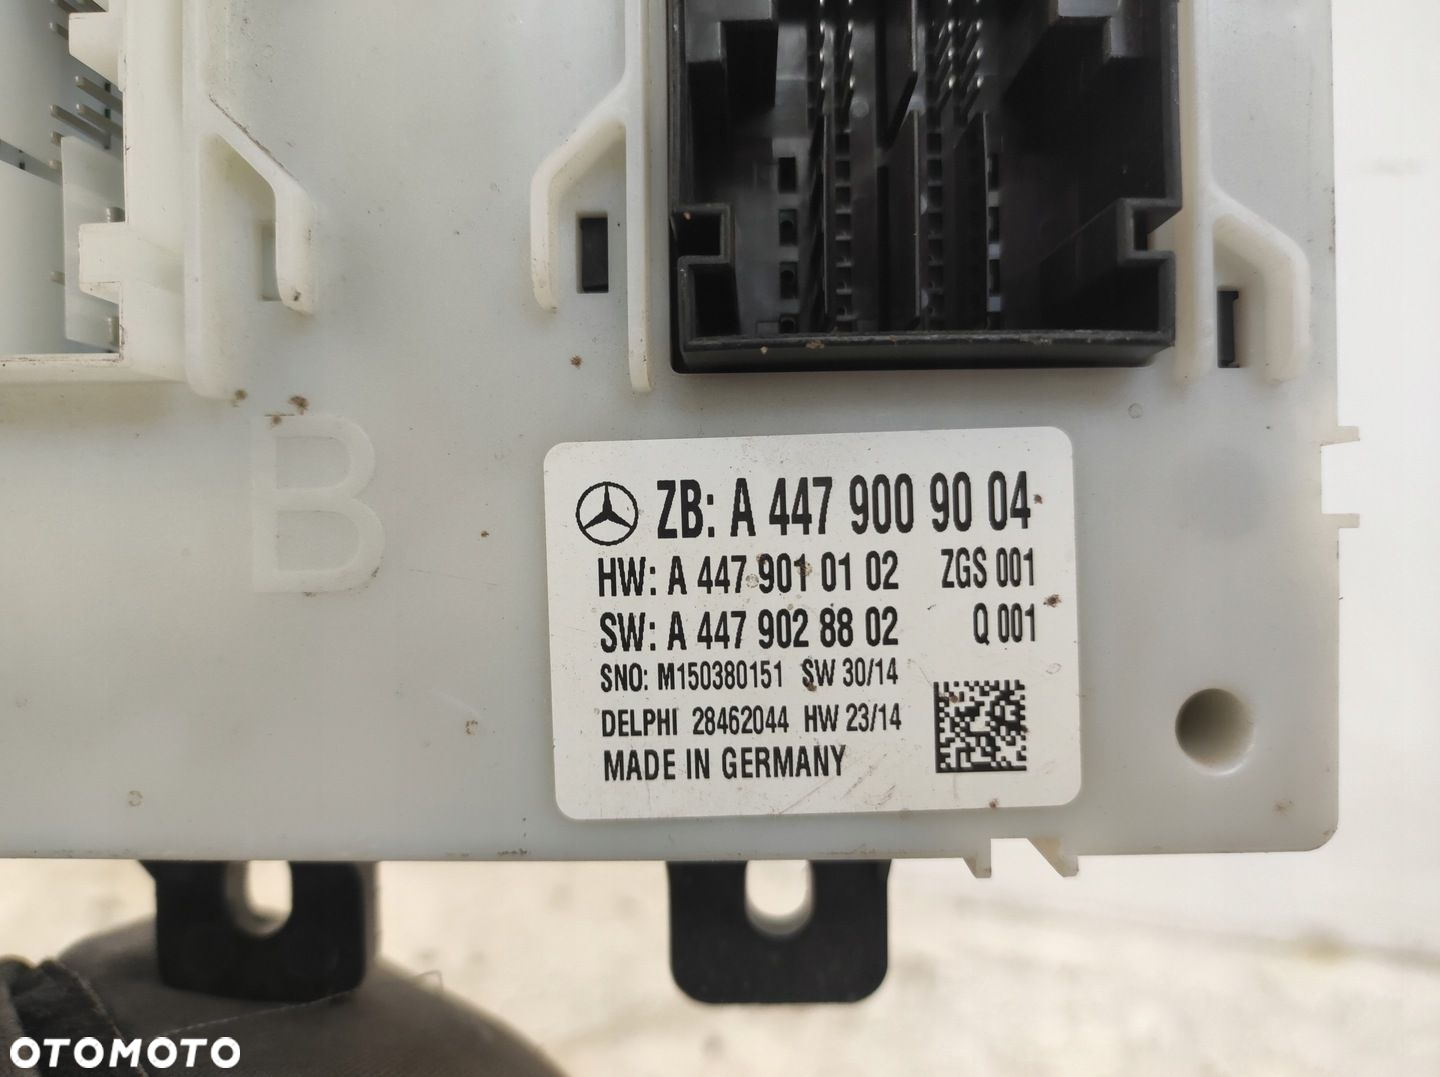 B
ZB: A 447 900 90 04
HW: A 447 901 01 02 ZGS 001
SW: A 447 902 88 02 Q 001
SNO: M150380151 SW 30/14
DELPHI 28462044 HW 23/14
MADE IN GERMANY
OTOMOTO